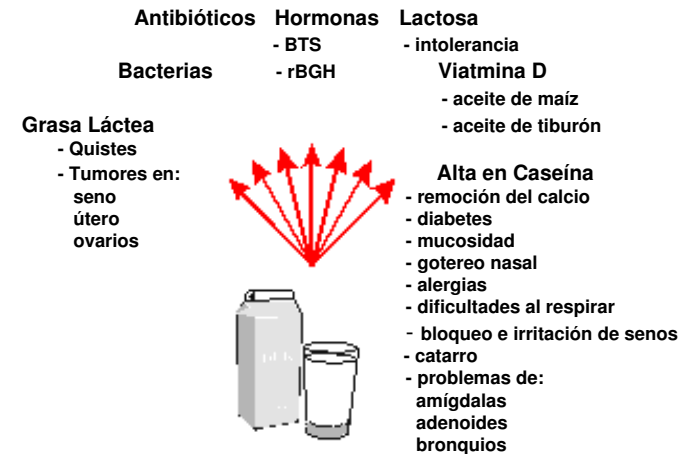 Antibióticos Hormonas Lactosa
- BTS - intolerancia
Bacterias - rBGH Viatmina D
- aceite de maíz
Grasa Láctea - aceite de tiburón
- Quistes
- Tumores en: Alta en Caseína
seno - remoción del calcio
útero - diabetes
ovarios - mucosidad
- gotereo nasal
- alergias
- dificultades al respirar
- bloqueo e irritación de senos
- catarro
- problemas de:
amígdalas
adenoides
bronquios